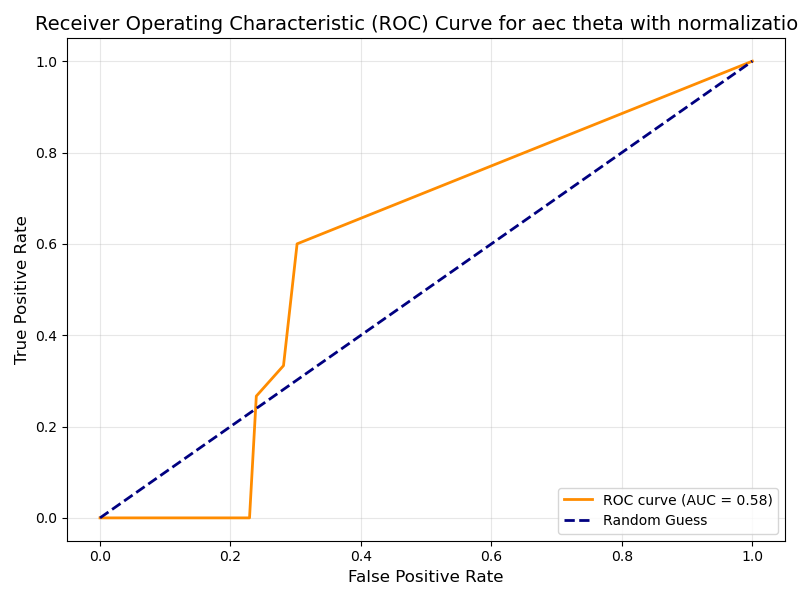 Receiver Operating Characteristic (ROC) Curve for aec theta with normalizatio
1.0
0.8
0.6
0.4
0.2
0.0
True Positive Rate
0.0 0.2 0.4 0.6 0.8 1.0
False Positive Rate
ROC curve (AUC = 0.58)
Random Guess